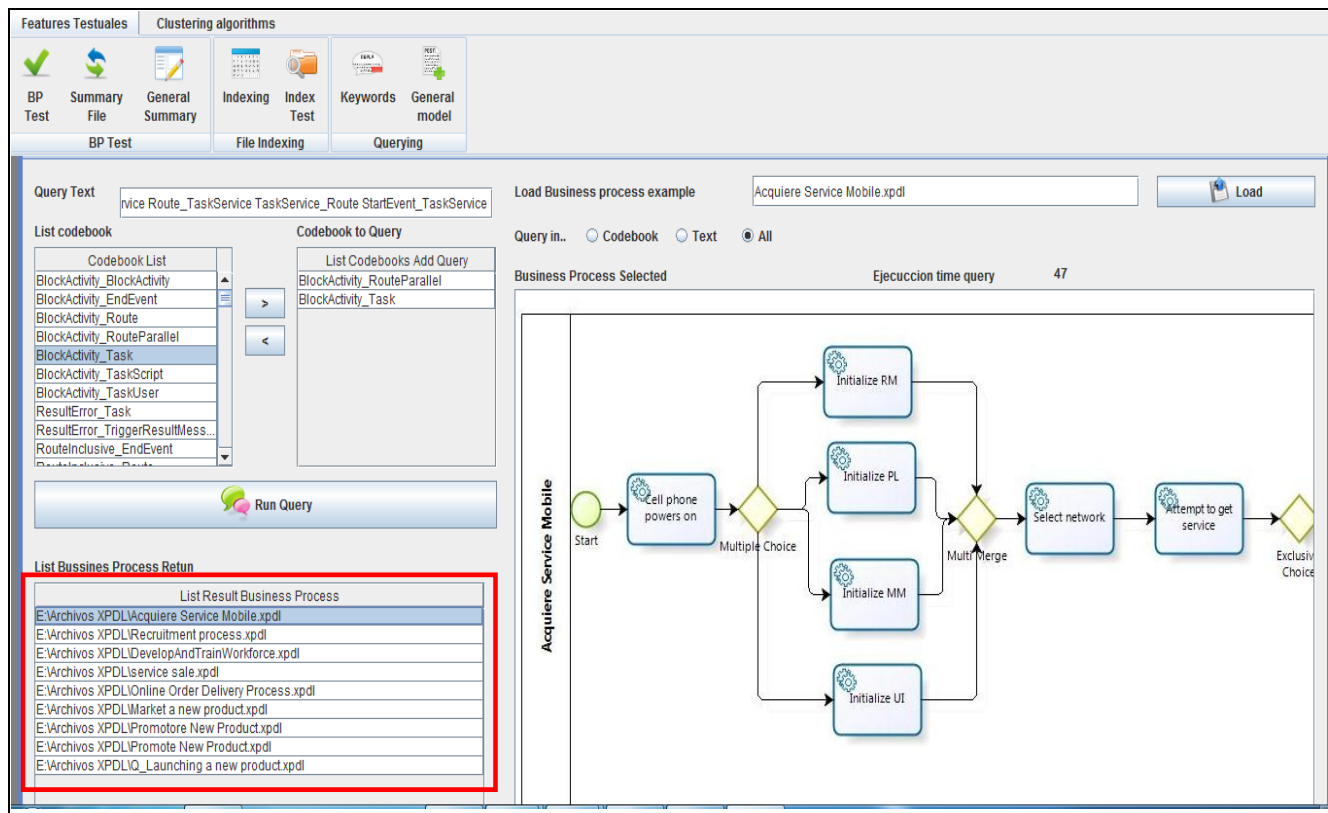 Features Testuales Clustering algorithms
BP Test
Summary File
General Summary
Indexing
Index Test
Keywords
General model
BP Test File Indexing Querying
Query Text
rvice Route_TaskService TaskService_Route StartEvent_TaskService
Load Business process example Acquiere Service Mobile.xpdl Load
List codebook Codebook to Query
Query in.. Codebook Text All
Codebook List
BlockActivity_BlockActivity
BlockActivity_EndEvent
BlockActivity_Route
BlockActivity_RouteParallel
BlockActivity_Task
BlockActivity_TaskScript
BlockActivity_TaskUser
ResultError_Task
ResultError_TriggerResultMess...
RouteInclusive_EndEvent
RouteInclusive_Route
>
<
List Codebooks Add Query
BlockActivity_RouteParallel
BlockActivity_Task
Run Query
List Bussines Process Retun
List Result Business Process
E:\Archivos XPDL\Acquiere Service Mobile.xpdl
E:\Archivos XPDL\Recruitment process.xpdl
E:\Archivos XPDL\DevelopAndTrainWorkforce.xpdl
E:\Archivos XPDL\service sale.xpdl
E:\Archivos XPDL\Online Order Delivery Process.xpdl
E:\Archivos XPDL\Market a new product.xpdl
E:\Archivos XPDL\Promotore New Product.xpdl
E:\Archivos XPDL\Promote New Product.xpdl
E:\Archivos XPDL\Q_Launching a new product.xpdl
Business Process Selected Ejecuccion time query 47
Acquiere Service Mobile
Start
Cell phone
powers on
Multiple Choice
Initialize RM
Initialize PL
Initialize MM
Initialize UI
Multi Merge
Select network
Attempt to get
service
Exclusiv
Choice